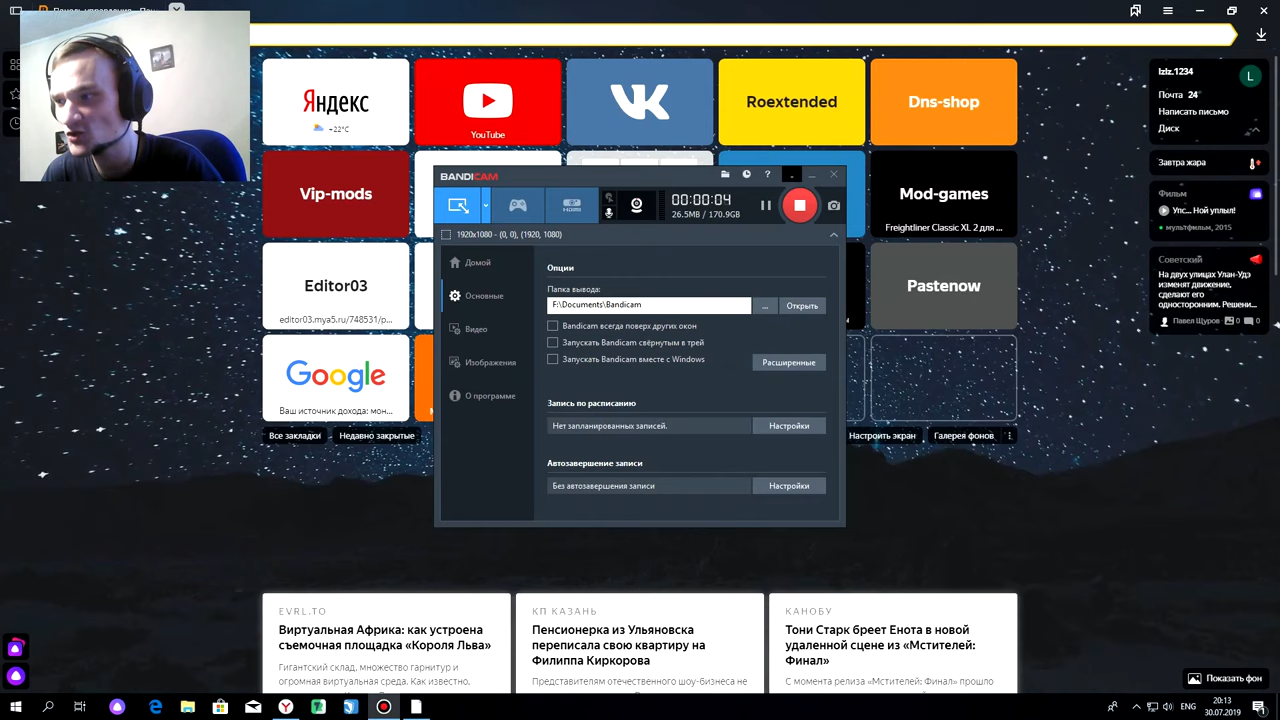 Яндекс
+22°C
YouTube
Roextended
Dns-shop
lzlz.1234
L
Почта 24
Написать письмо
Диск
Завтра жара
Фильм
Упс... Ной уплыл!
мультфильм, 2015
Советский
На двух улицах Улан-Удэ
изменят движение,
сделают его
односторонним. Решени...
Павел Щуров 0 0
Vip-mods
Mod-games
Freightliner Classic XL 2 для ...
Editor03
editor03.mya5.ru/748531/p...
Pastenow
Google
Ваш источник дохода: мон...
Все закладки
Недавно закрытые
Настроить экран
Галерея фонов
BANDICAM
?
HDMI
00:00:04
26.5MB / 170.9GB
1920x1080 - (0, 0), (1920, 1080)
Домой
Основные
Видео
Изображения
О программе
Опции
Папка вывода:
F:\Documents\Bandicam
...
Открыть
Bandicam всегда поверх других окон
Запускать Bandicam свёрнутым в трей
Запускать Bandicam вместе с Windows
Расширенные
Запись по расписанию
Нет запланированных записей.
Настройки
Автозавершение записи
Без автозавершения записи
Настройки
EVRL.TO
Виртуальная Африка: как устроена
съемочная площадка «Короля Льва»
Гигантский склад, множество гарнитур и
огромная виртуальная среда. Как известно,
КП КАЗАНЬ
Пенсионерка из Ульяновска
переписала свою квартиру на
Филиппа Киркорова
Представителям отечественного шоу-бизнеса не
КАНОБУ
Тони Старк бреет Енота в новой
удаленной сцене из «Мстителей:
Финал»
С момента релиза «Мстителей: Финал» прошло
Показать фон
ENG
20:13
30.07.2019